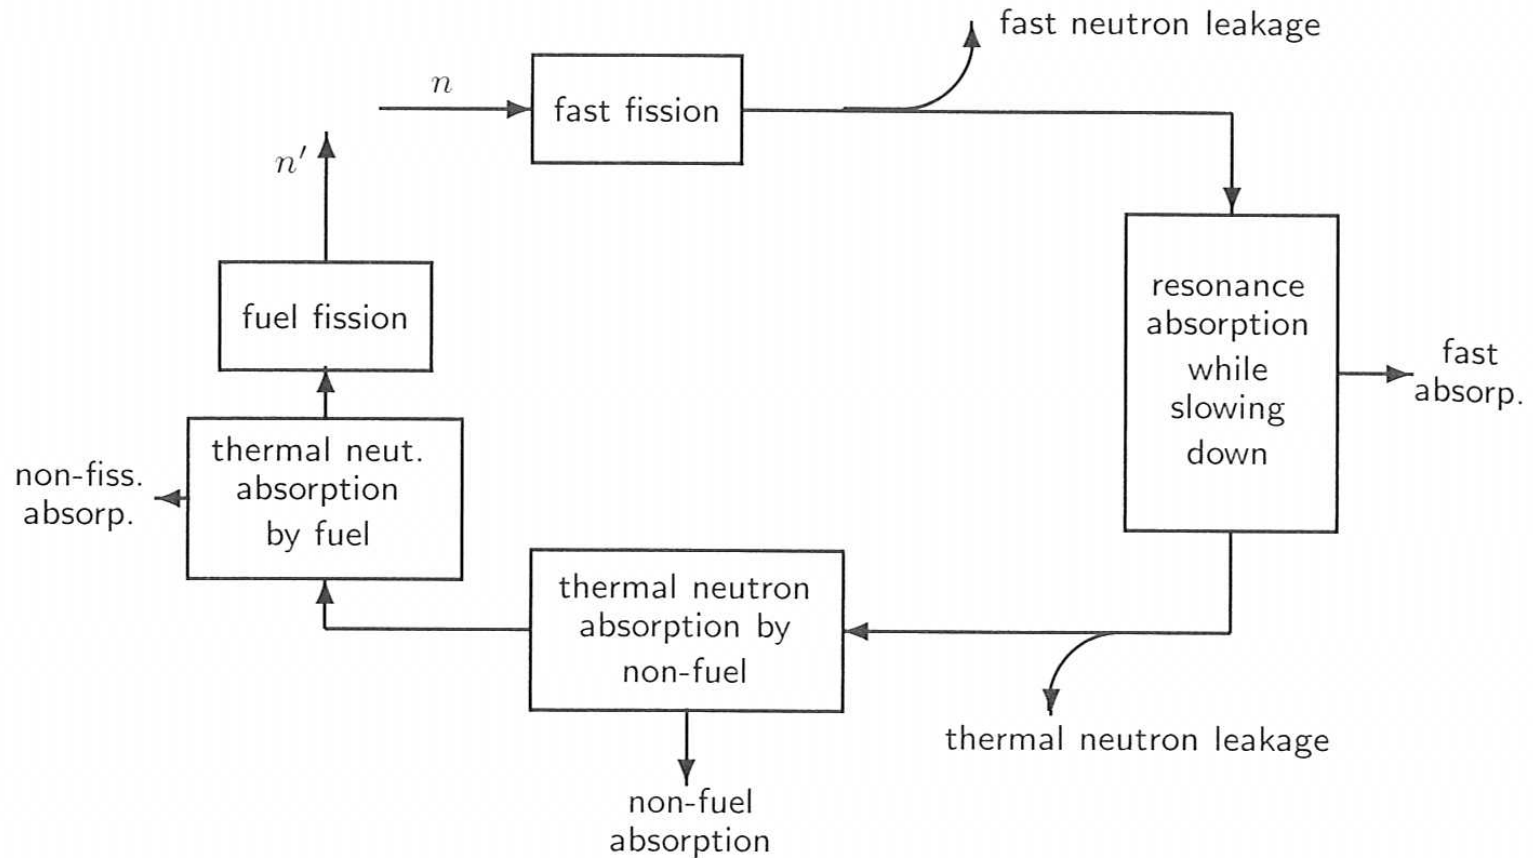 fast neutron leakage
n
fast fission
n′
fuel fission
resonance
absorption
while
slowing
down
fast
absorp.
thermal neut.
absorption
by fuel
non-fiss.
absorp.
thermal neutron
absorption by
non-fuel
thermal neutron leakage
non-fuel
absorption